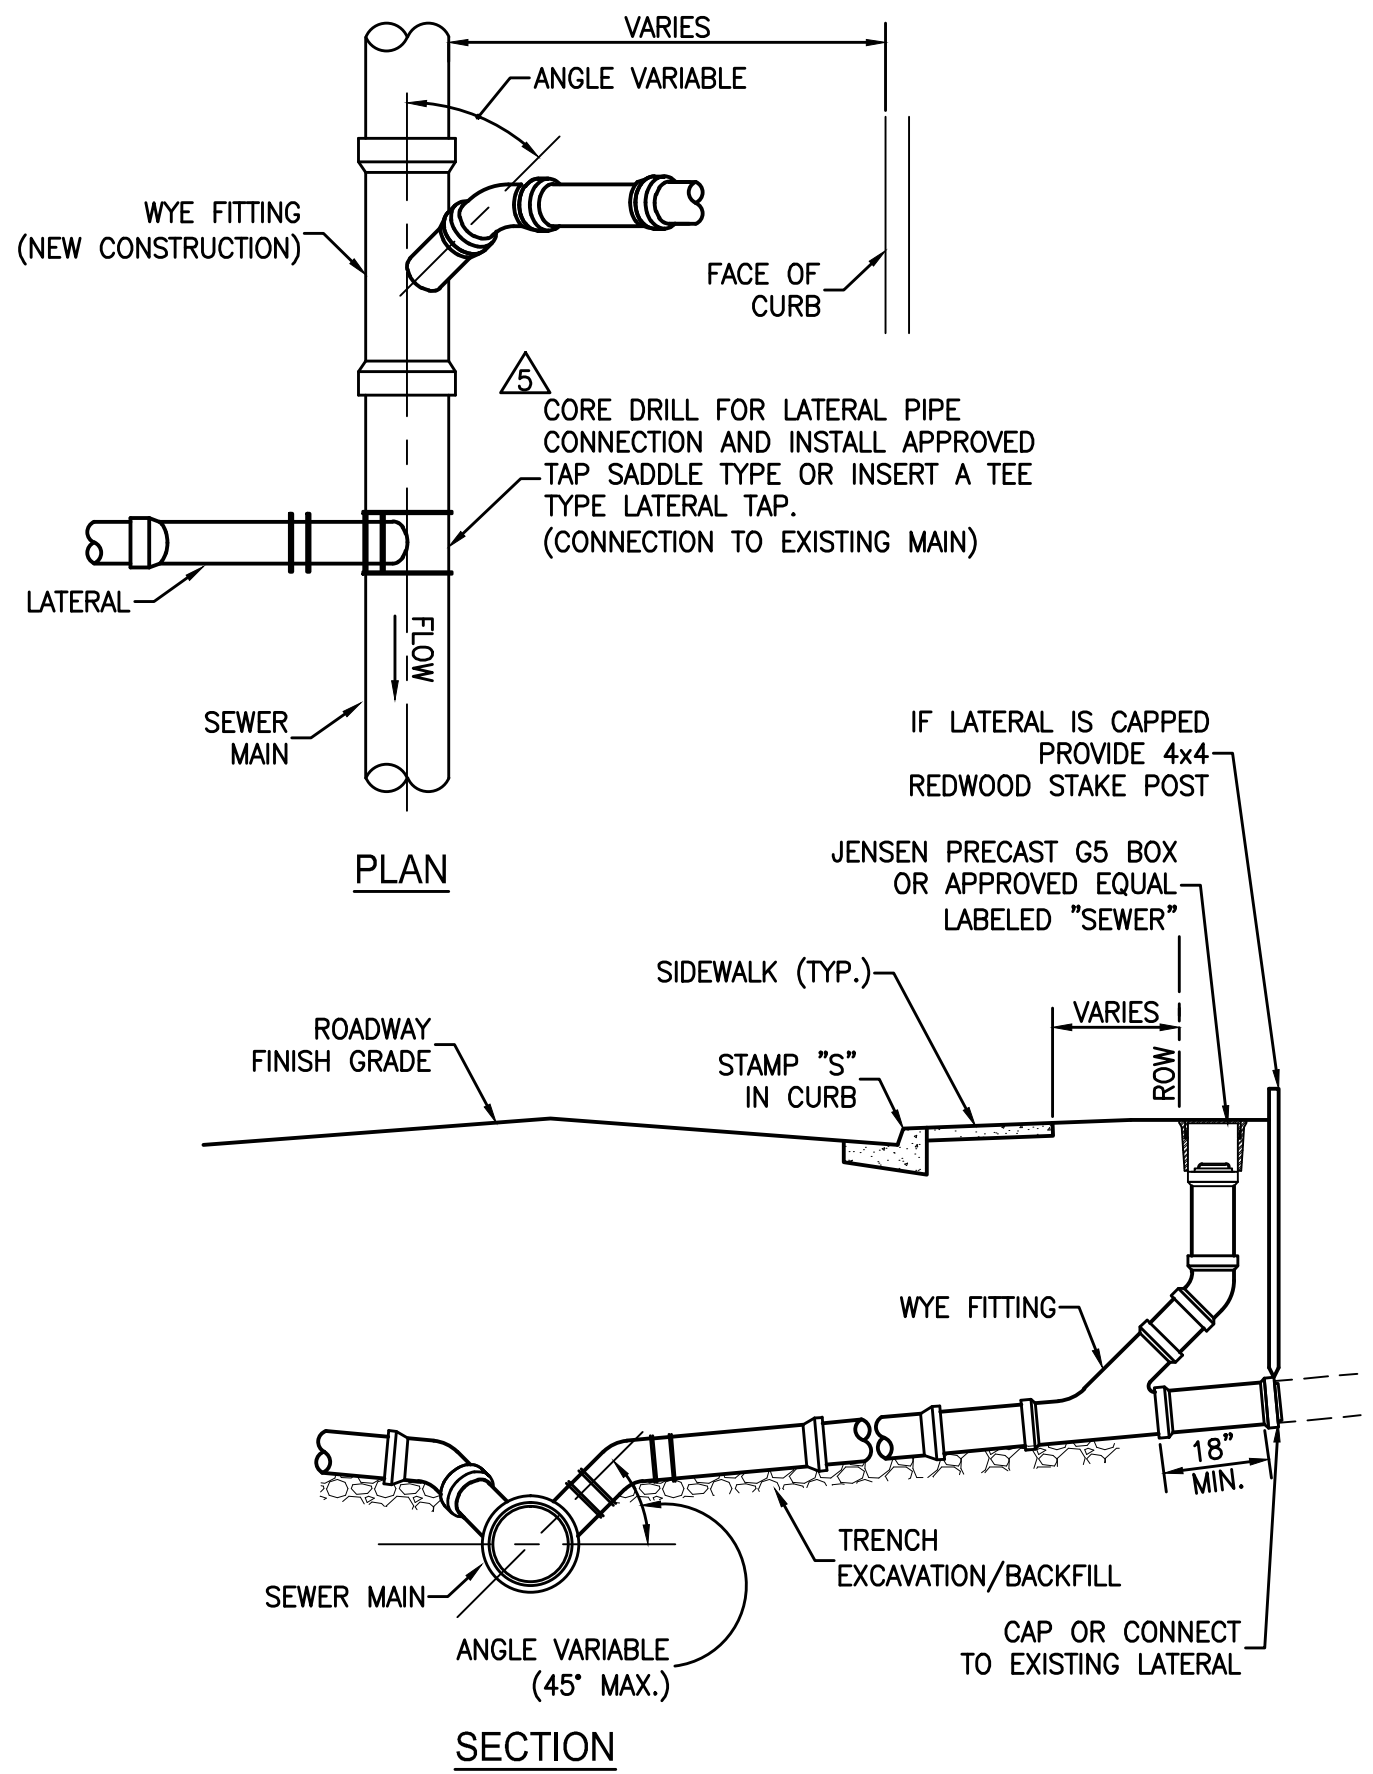 VARIES
ANGLE VARIABLE
WYE FITTING
(NEW CONSTRUCTION)
FACE OF
CURB
5
CORE DRILL FOR LATERAL PIPE
CONNECTION AND INSTALL APPROVED
TAP SADDLE TYPE OR INSERT A TEE
TYPE LATERAL TAP.
(CONNECTION TO EXISTING MAIN)
LATERAL
FLOW
SEWER
MAIN
PLAN
IF LATERAL IS CAPPED
PROVIDE 4x4
REDWOOD STAKE POST
JENSEN PRECAST G5 BOX
OR APPROVED EQUAL
LABELED "SEWER"
SIDEWALK (TYP.)
VARIES
ROW
ROADWAY
FINISH GRADE
STAMP "S"
IN CURB
WYE FITTING
18"
MIN.
TRENCH
EXCAVATION/BACKFILL
SEWER MAIN
ANGLE VARIABLE
(45° MAX.)
CAP OR CONNECT
TO EXISTING LATERAL
SECTION